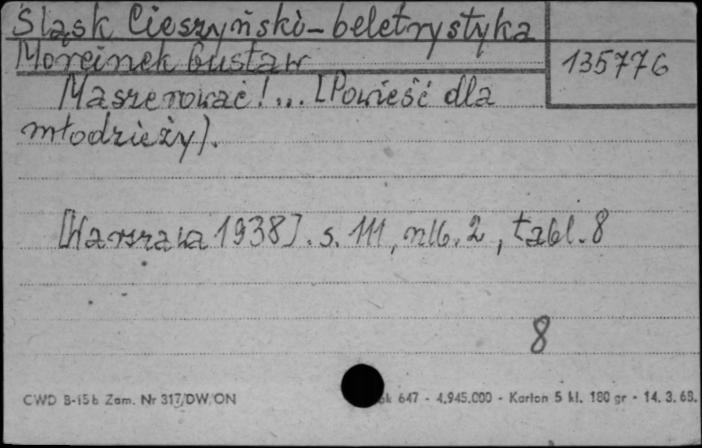 Śląsk Cieszyński-beletrystyka
Morcinek Gustaw
135776
Maszerować!... [Powieść dla
młodzieży].
[Warszawa 1938]. s. 111, nlb. 2, tabl. 8
8
CWD B-15b Zam. Nr 317/DW/ON
647 - 4.945.000 - Karton 5 kl. 180 gr - 14. 3. 68.